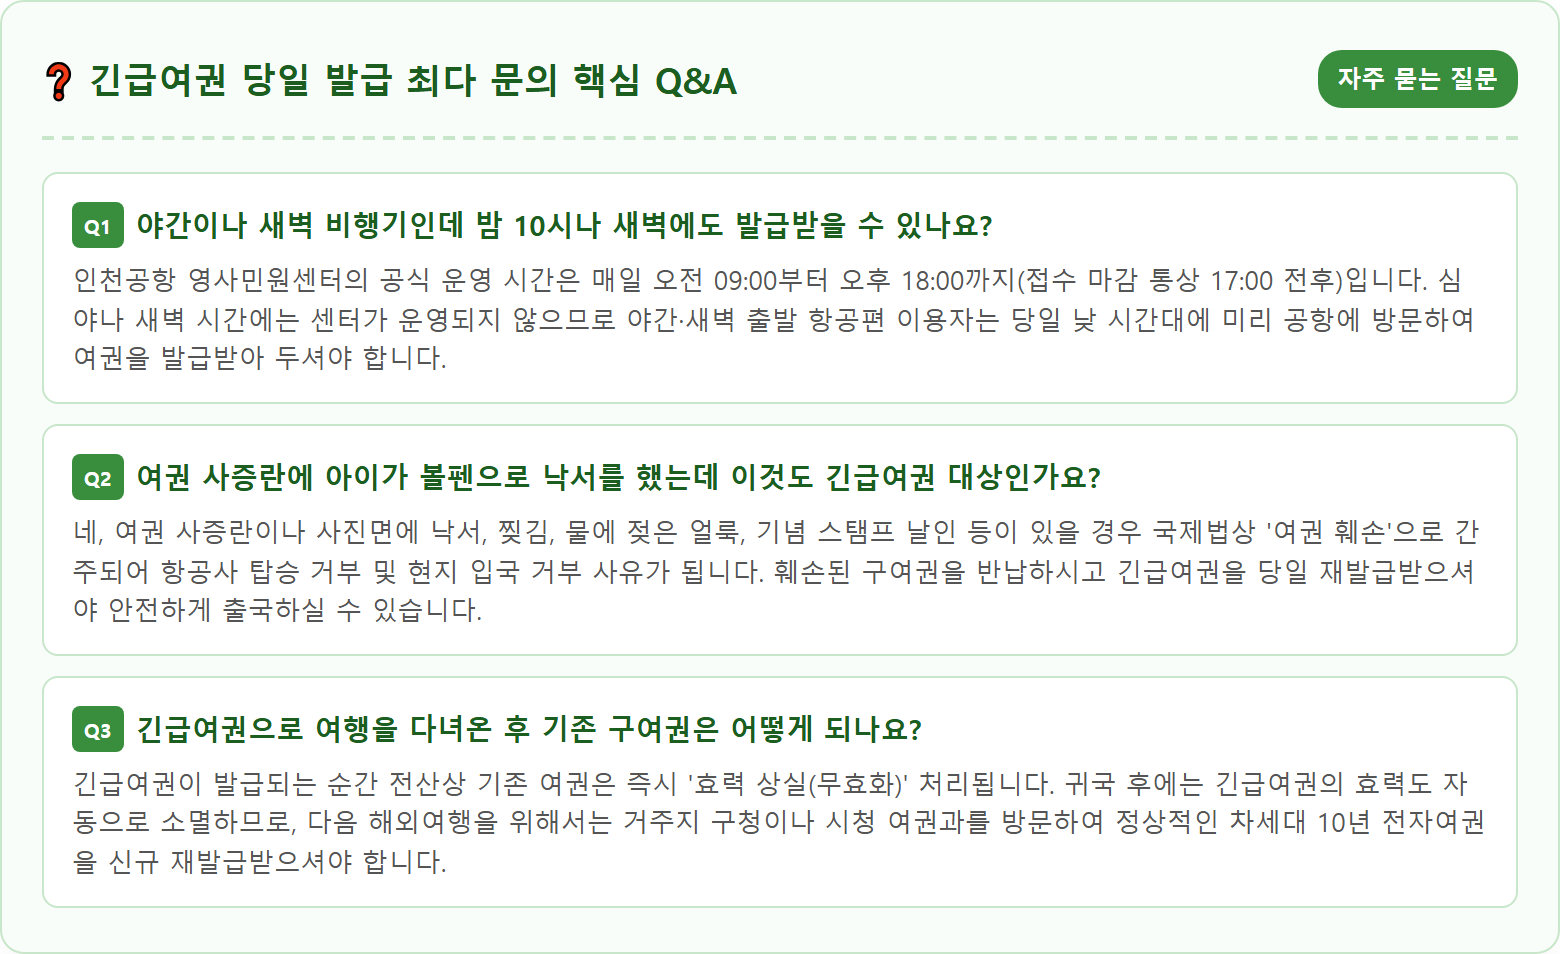 ❓ 긴급여권 당일 발급 최다 문의 핵심 Q&A
자주 묻는 질문
Q1 야간이나 새벽 비행기인데 밤 10시나 새벽에도 발급받을 수 있나요?
인천공항 영사민원센터의 공식 운영 시간은 매일 오전 09:00부터 오후 18:00까지(접수 마감 통상 17:00 전후)입니다. 심
야나 새벽 시간에는 센터가 운영되지 않으므로 야간·새벽 출발 항공편 이용자는 당일 낮 시간대에 미리 공항에 방문하여
여권을 발급받아 두셔야 합니다.
Q2 여권 사증란에 아이가 볼펜으로 낙서를 했는데 이것도 긴급여권 대상인가요?
네, 여권 사증란이나 사진면에 낙서, 찢김, 물에 젖은 얼룩, 기념 스탬프 날인 등이 있을 경우 국제법상 '여권 훼손'으로 간
주되어 항공사 탑승 거부 및 현지 입국 거부 사유가 됩니다. 훼손된 구여권을 반납하시고 긴급여권을 당일 재발급받으셔
야 안전하게 출국하실 수 있습니다.
Q3 긴급여권으로 여행을 다녀온 후 기존 구여권은 어떻게 되나요?
긴급여권이 발급되는 순간 전산상 기존 여권은 즉시 '효력 상실(무효화)' 처리됩니다. 귀국 후에는 긴급여권의 효력도 자
동으로 소멸하므로, 다음 해외여행을 위해서는 거주지 구청이나 시청 여권과를 방문하여 정상적인 차세대 10년 전자여권
을 신규 재발급받으셔야 합니다.